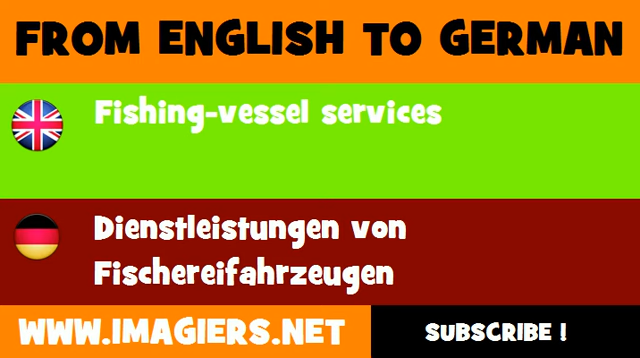 FROM ENGLISH TO GERMAN
Fishing-vessel services
Dienstleistungen von
Fischereifahrzeugen
WWW.IMAGIERS.NET
SUBSCRIBE !